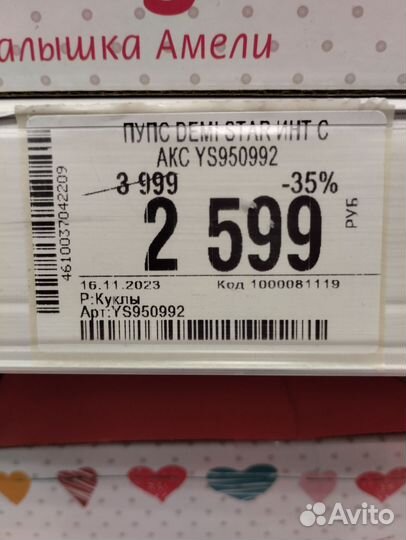 алышка Амели
ПУПС DEMI STAR ИНТ С
АКС YS950992
3 999 -35%
2 599 РУБ
4610037042209
16.11.2023 Код 1000081119
Р:Куклы
Арт:YS950992
Avito